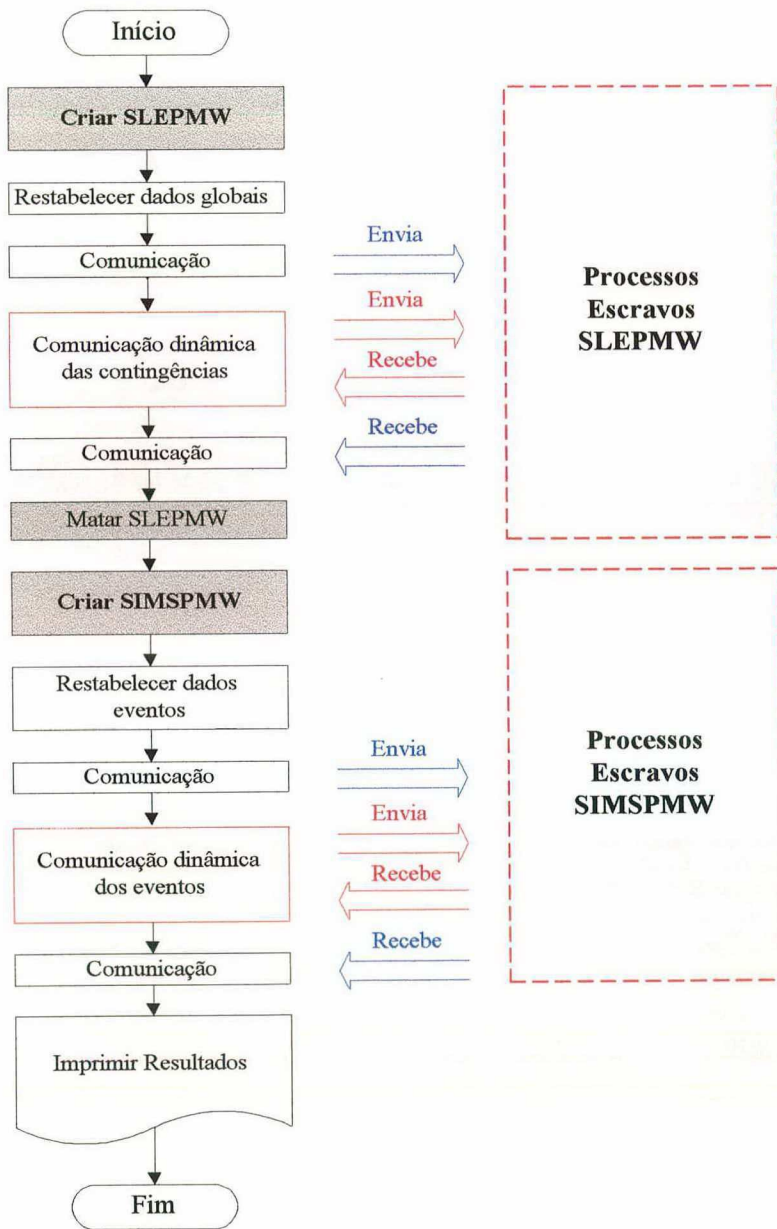 Início
Criar SLEPMW
Restabelecer dados globais
Comunicação
Envia
Comunicação dinâmica
das contingências
Envia
Recebe
Comunicação
Recebe
Processos
Escravos
SLEPMW
Matar SLEPMW
Criar SIMSPMW
Restabelecer dados
eventos
Comunicação
Envia
Comunicação dinâmica
dos eventos
Envia
Recebe
Comunicação
Recebe
Processos
Escravos
SIMSPMW
Imprimir Resultados
Fim